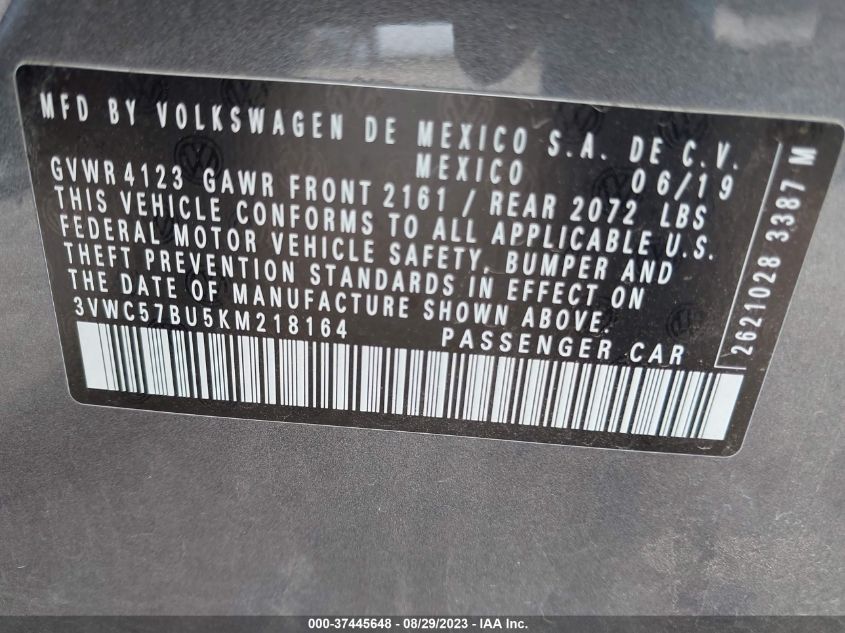 MFD BY VOLKSWAGEN DE MEXICO S.A. DE C.V.
MEXICO 06/19
GVWR 4123 GAWR FRONT 2161 / REAR 2072 LBS
THIS VEHICLE CONFORMS TO ALL APPLICABLE U.S.
FEDERAL MOTOR VEHICLE SAFETY, BUMPER AND
THEFT PREVENTION STANDARDS IN EFFECT ON
THE DATE OF MANUFACTURE SHOWN ABOVE.
3VWC57BU5KM218164 PASSENGER CAR
2621028 3387 M
000-37445648 - 08/29/2023 - © IAA Inc.